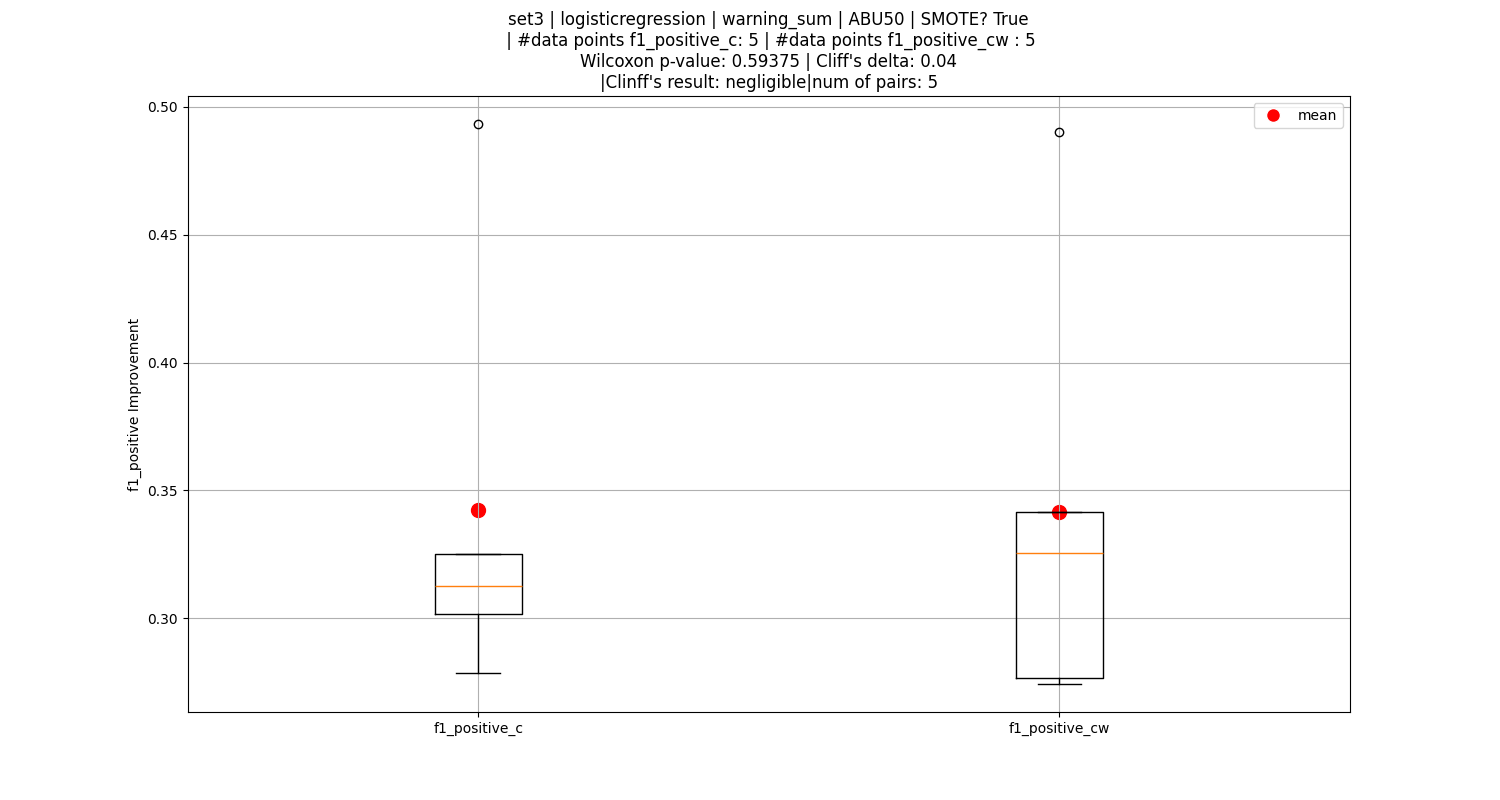 set3 | logisticregression | warning_sum | ABU50 | SMOTE? True
| #data points f1_positive_c: 5 | #data points f1_positive_cw : 5
Wilcoxon p-value: 0.59375 | Cliff's delta: 0.04
|Clinff's result: negligible|num of pairs: 5
mean
0.50
0.45
0.40
0.35
0.30
f1_positive Improvement
f1_positive_c
f1_positive_cw